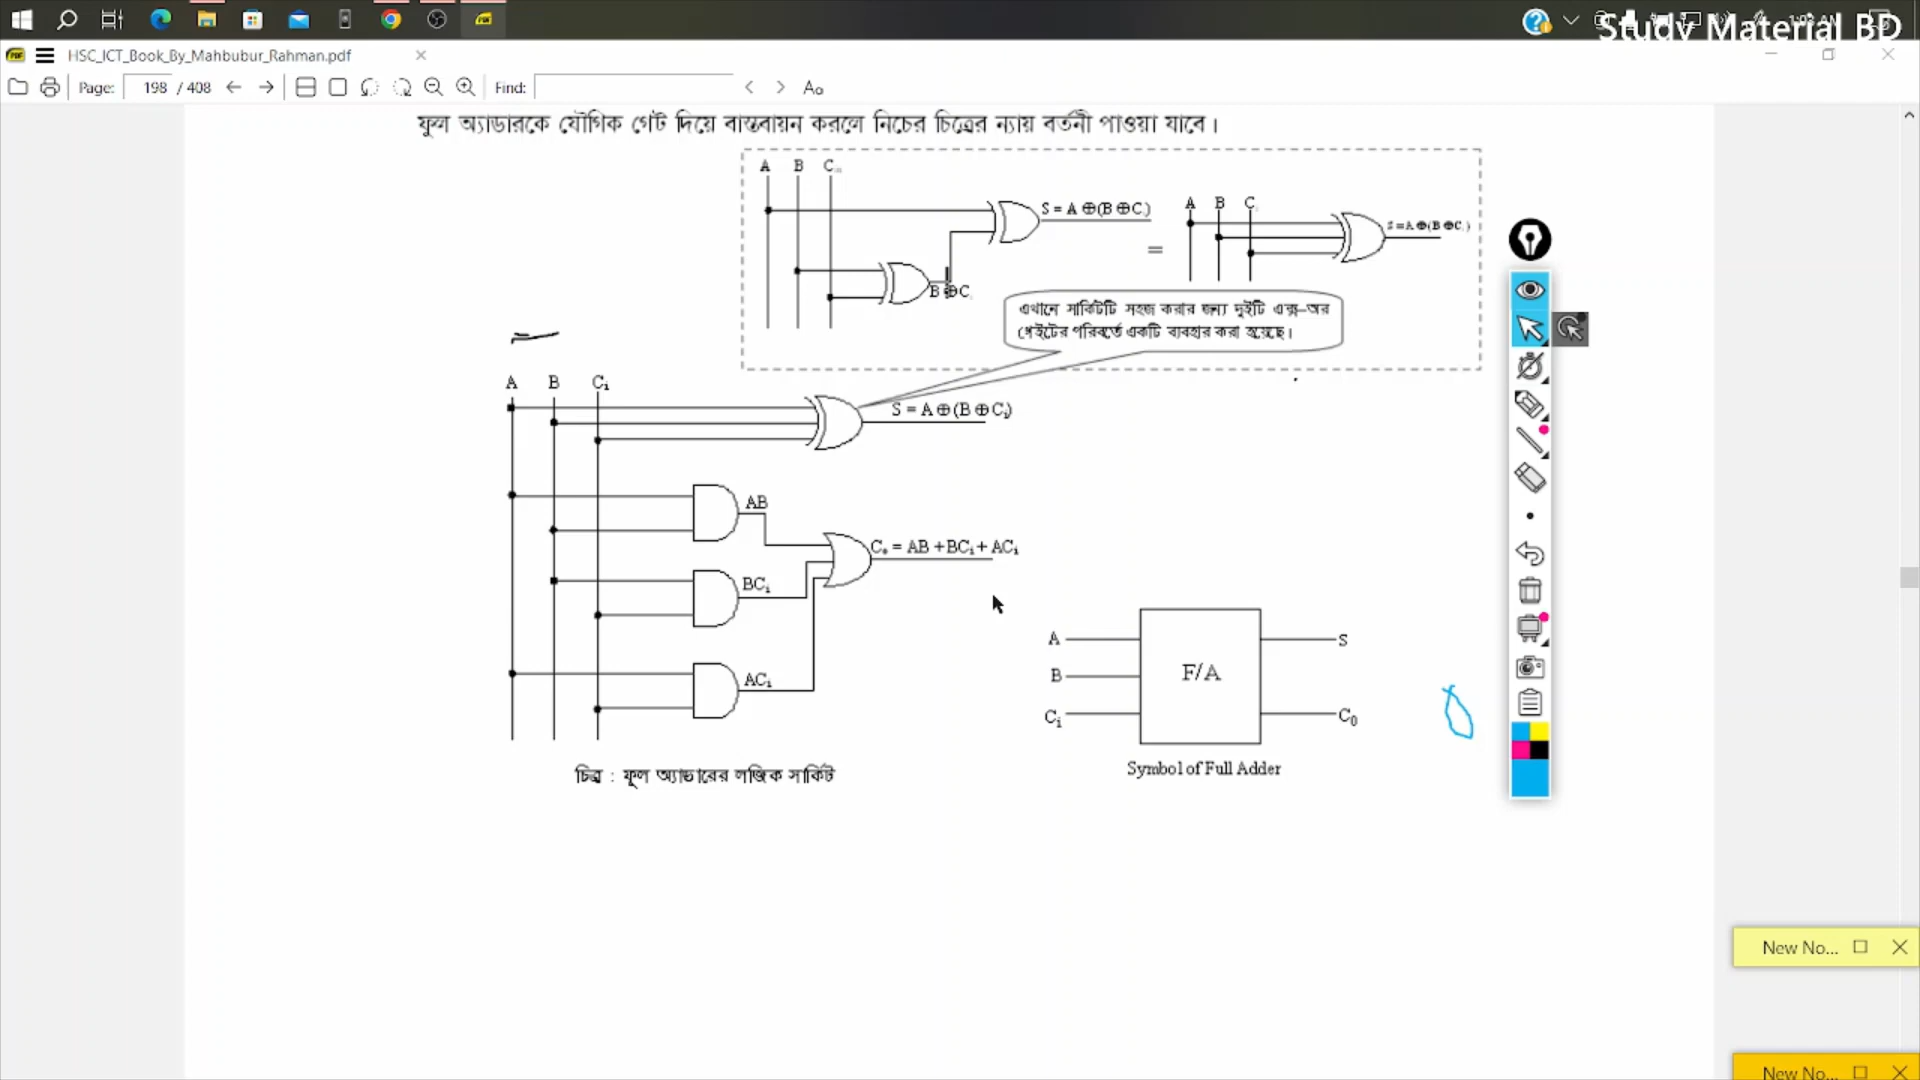 Study Material BD
HSC_ICT_Book_By_Mahbubur_Rahman.pdf
Page: 198 / 408
Find:
Aa
ফুল অ্যাডারকে যৌগিক গেট দিয়ে বাস্তবায়ন করলে নিচের চিত্রের ন্যায় বর্তনী পাওয়া যাবে।
A B C
S = A ⊕(B ⊕C)
B ⊕C
=
A B C
S = A ⊕(B ⊕C)
এখানে সার্কিটটি সহজ করার জন্য দুইটি এক্স-অর
গেইটের পরিবর্তে একটি ব্যবহার করা হয়েছে।
A B Ci
S = A ⊕(B ⊕Ci)
AB
C₀ = AB + BCi + ACi
BCi
ACi
A
B
Ci
F/A
S
C0
Symbol of Full Adder
চিত্র : ফুল অ্যাডারের লজিক সার্কিট
New No...
New No...